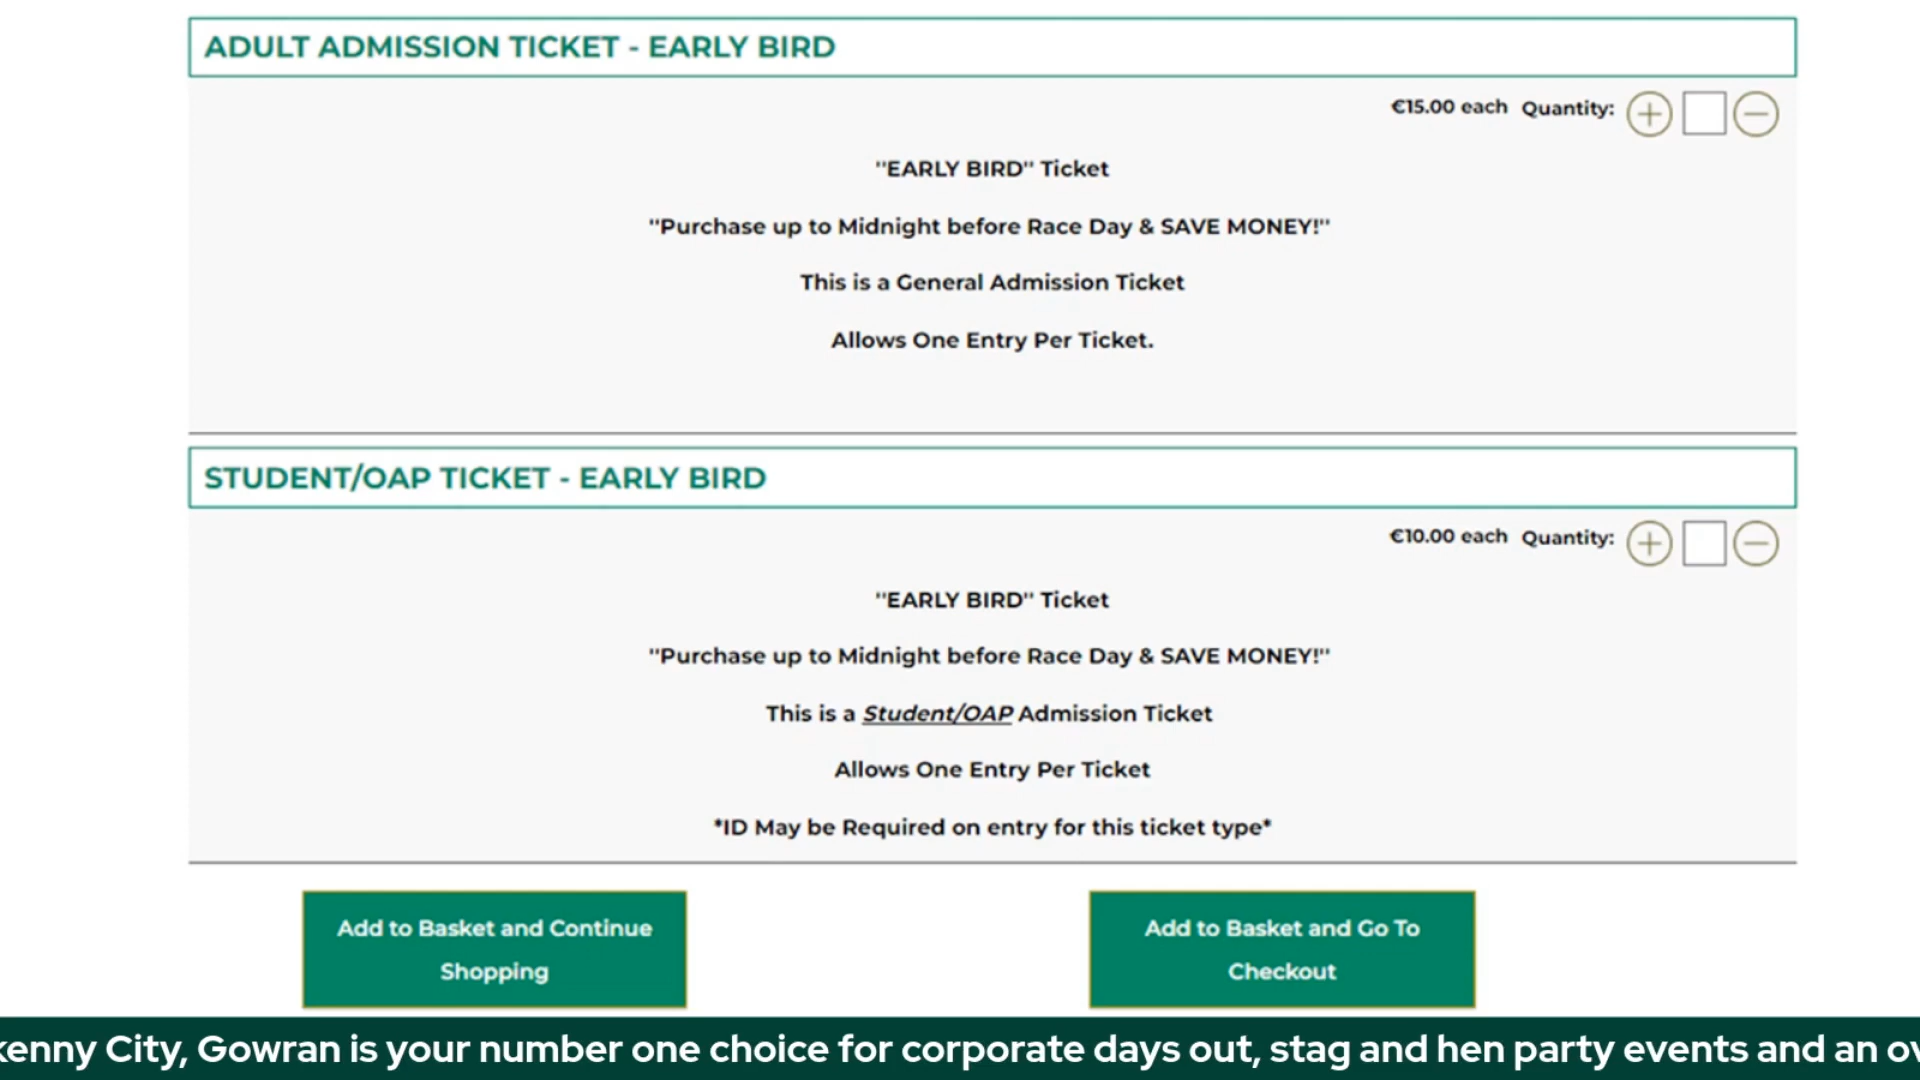 ADULT ADMISSION TICKET - EARLY BIRD
€15.00 each Quantity:
"EARLY BIRD" Ticket
"Purchase up to Midnight before Race Day & SAVE MONEY!"
This is a General Admission Ticket
Allows One Entry Per Ticket.
STUDENT/OAP TICKET - EARLY BIRD
€10.00 each Quantity:
"EARLY BIRD" Ticket
"Purchase up to Midnight before Race Day & SAVE MONEY!"
This is a Student/OAP Admission Ticket
Allows One Entry Per Ticket
*ID May be Required on entry for this ticket type*
Add to Basket and Continue
Shopping
Add to Basket and Go To
Checkout
kenny City, Gowran is your number one choice for corporate days out, stag and hen party events and an